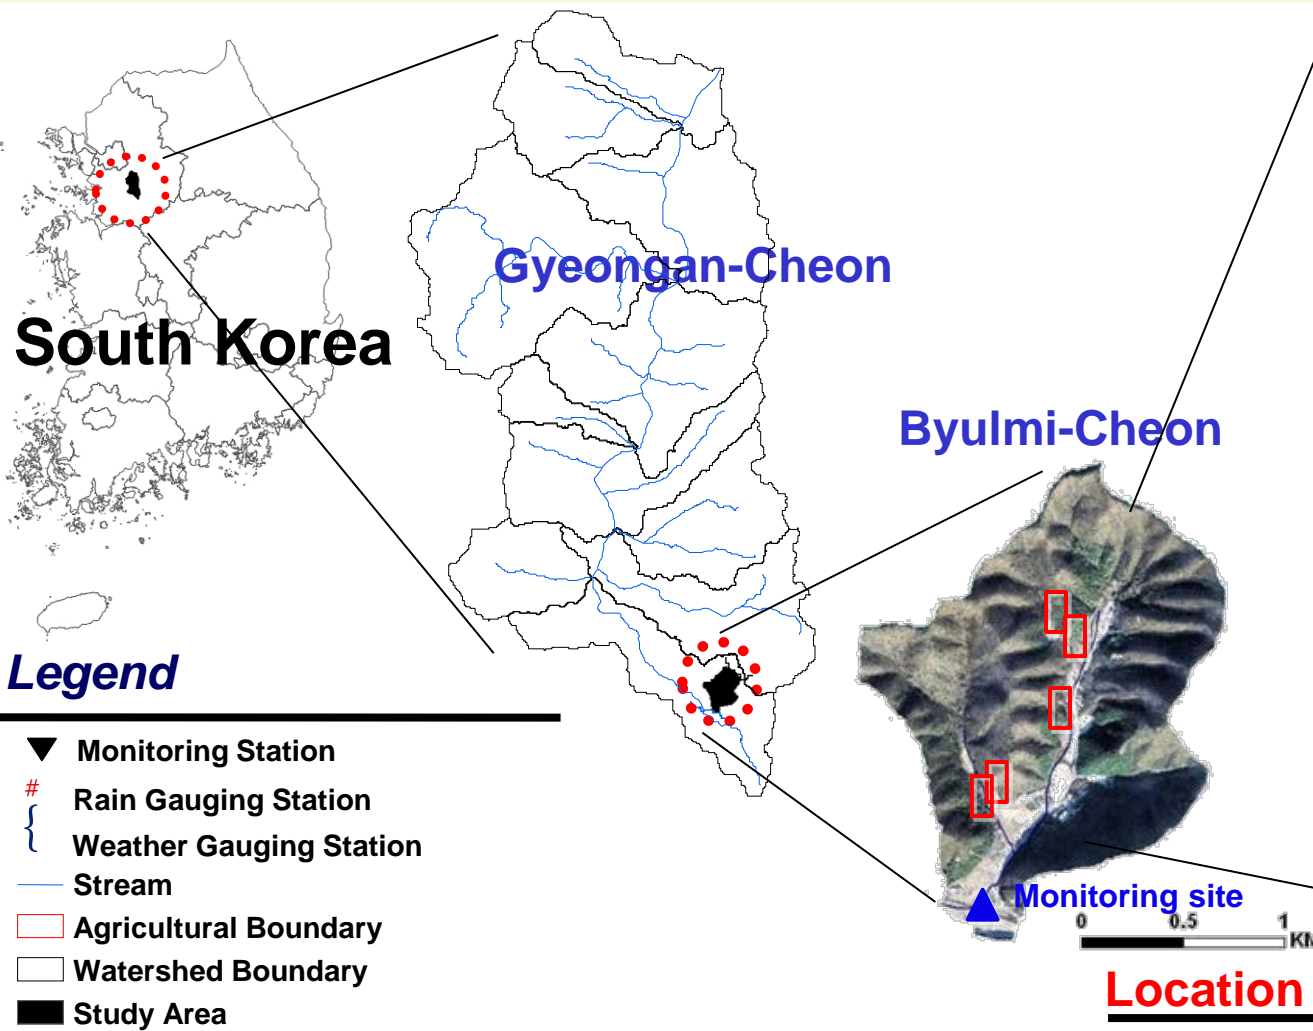 Gyeongan-Cheon
South Korea
Byulmi-Cheon
Legend
Monitoring Station
# Rain Gauging Station
{ Weather Gauging Station
Stream
Agricultural Boundary
Watershed Boundary
Study Area
Monitoring site
0 0.5 1
KM
Location